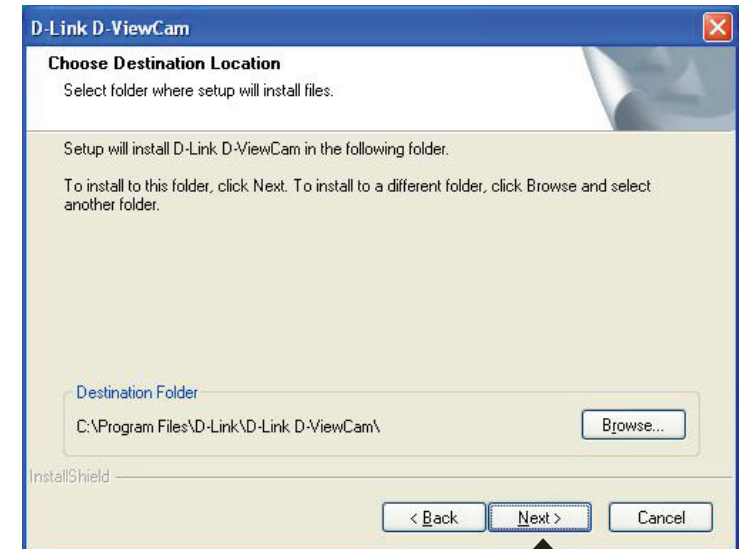 D-Link D-ViewCam
Choose Destination Location
Select folder where setup will install files.
Setup will install D-Link D-ViewCam in the following folder.
To install to this folder, click Next. To install to a different folder, click Browse and select
another folder.
Destination Folder
C:\Program Files\D-Link\D-Link D-ViewCam\
Browse...
InstallShield
< Back
Next >
Cancel